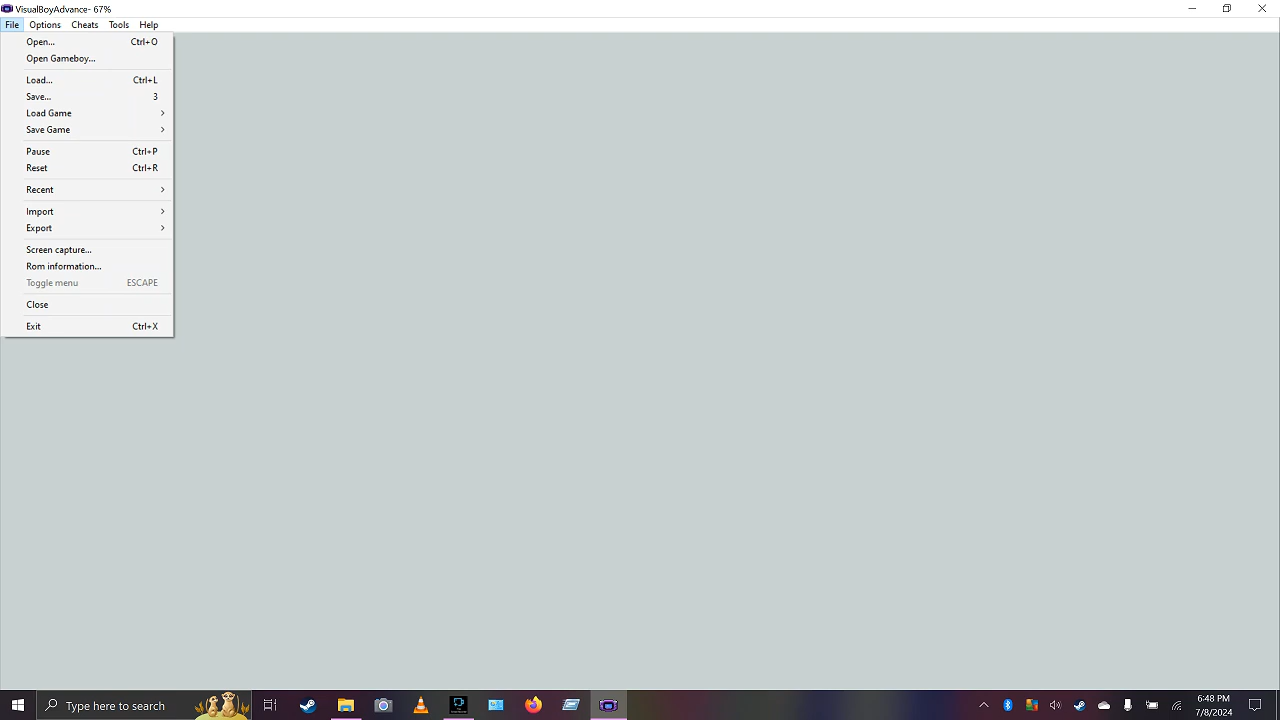 VisualBoyAdvance- 67%
File Options Cheats Tools Help
Open... Ctrl+O
Open Gameboy...
Load... Ctrl+L
Save... 3
Load Game
Save Game
Pause Ctrl+P
Reset Ctrl+R
Recent
Import
Export
Screen capture...
Rom information...
Toggle menu ESCAPE
Close
Exit Ctrl+X
Type here to search
6:48 PM
7/8/2024